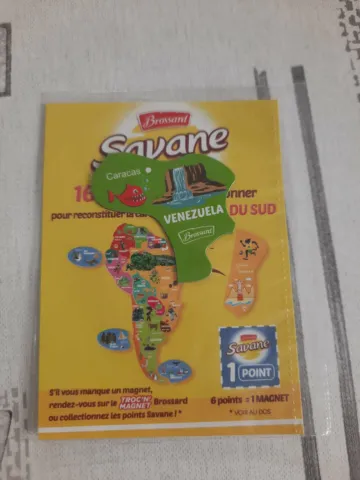 Brossard
Savane
Caracas
16
onner
pour reconstituer la
VENEZUELA
DU SUD
Brossard
Savane
1 POINT
S'il vous manque un magnet,
rendez-vous sur le TROC'N MAGNET Brossard
ou collectionnez les points Savane ! *
6 points = 1 MAGNET
* VOIR AU DOS